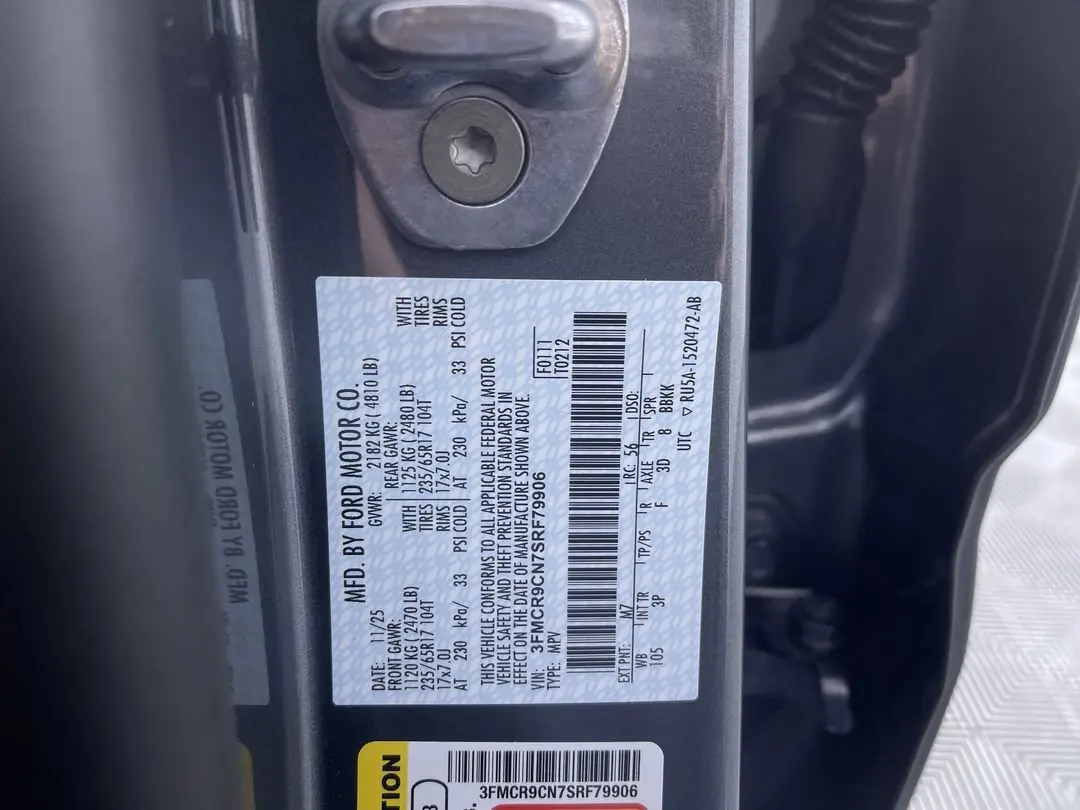 MFD. BY FORD MOTOR CO.
DATE: 11/25 GVWR: 2182 KG ( 4810 LB)
FRONT GAWR: REAR GAWR:
1120 KG ( 2470 LB) WITH 1125 KG ( 2480 LB) WITH
235/65R17 104T TIRES 235/65R17 104T TIRES
17x7.0J RIMS 17x7.0J RIMS
AT 230 kPa/ 33 PSI COLD AT 230 kPa/ 33 PSI COLD
THIS VEHICLE CONFORMS TO ALL APPLICABLE FEDERAL MOTOR
VEHICLE SAFETY AND THEFT PREVENTION STANDARDS IN
EFFECT ON THE DATE OF MANUFACTURE SHOWN ABOVE.
VIN: 3FMCR9CN7SRF79906 F0111
TYPE: MPV T0212
EXT PNT: M7 RC: 56 DSO:
WB INT TR TP/PS R AXLE TR SPR
105 3P F 3D 8 BBKK
UTC ▽ RU5A-1520472-AB
MFD. BY FORD MOTOR CO.
TION
3FMCR9CN7SRF79906